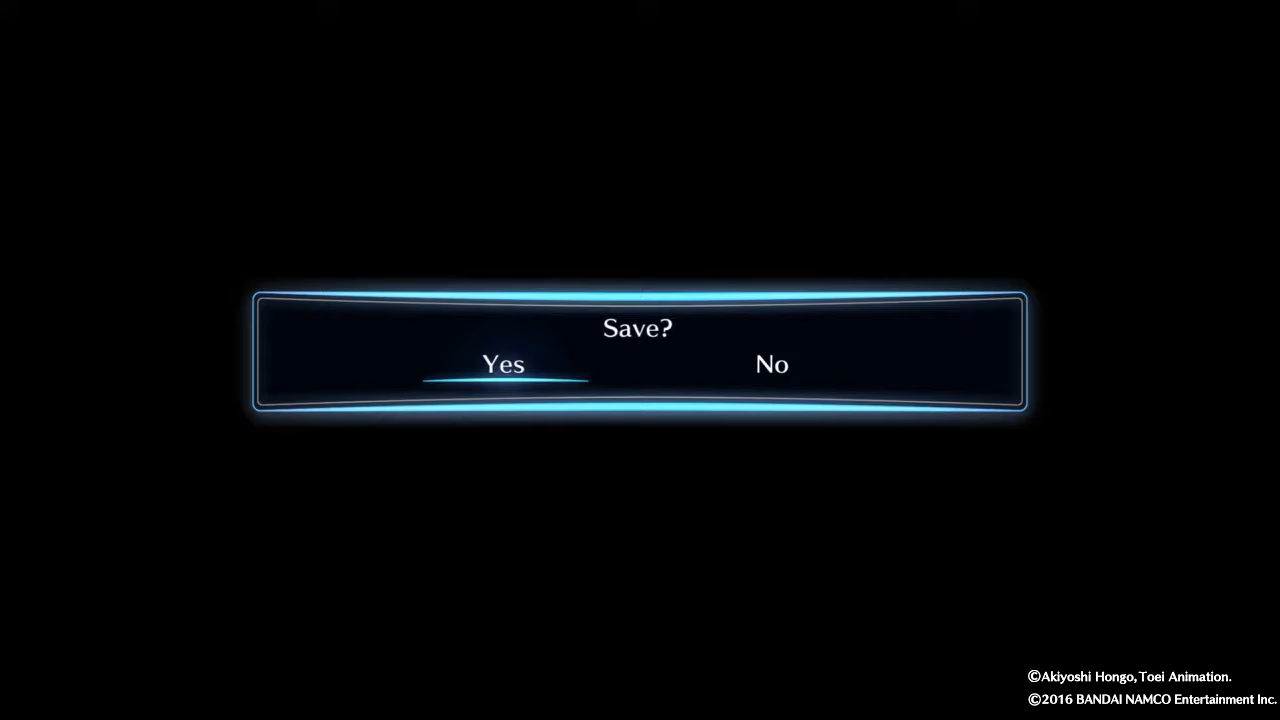 Save?
Yes No
©Akiyoshi Hongo, Toei Animation.
©2016 BANDAI NAMCO Entertainment Inc.